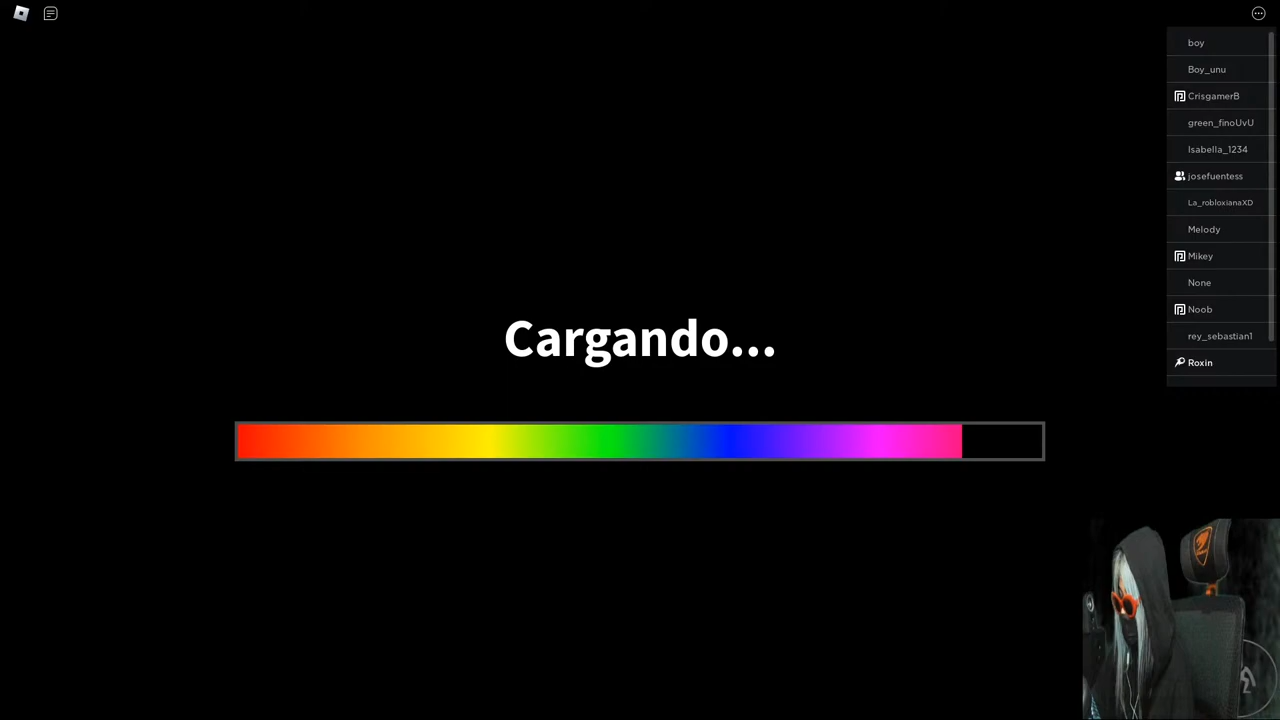 boy
Boy_unu
CrisgamerB
green_finoUvU
Isabella_1234
josefuentess
La_robloxianaXD
Melody
Mikey
None
Noob
rey_sebastian1
Roxin
Cargando...